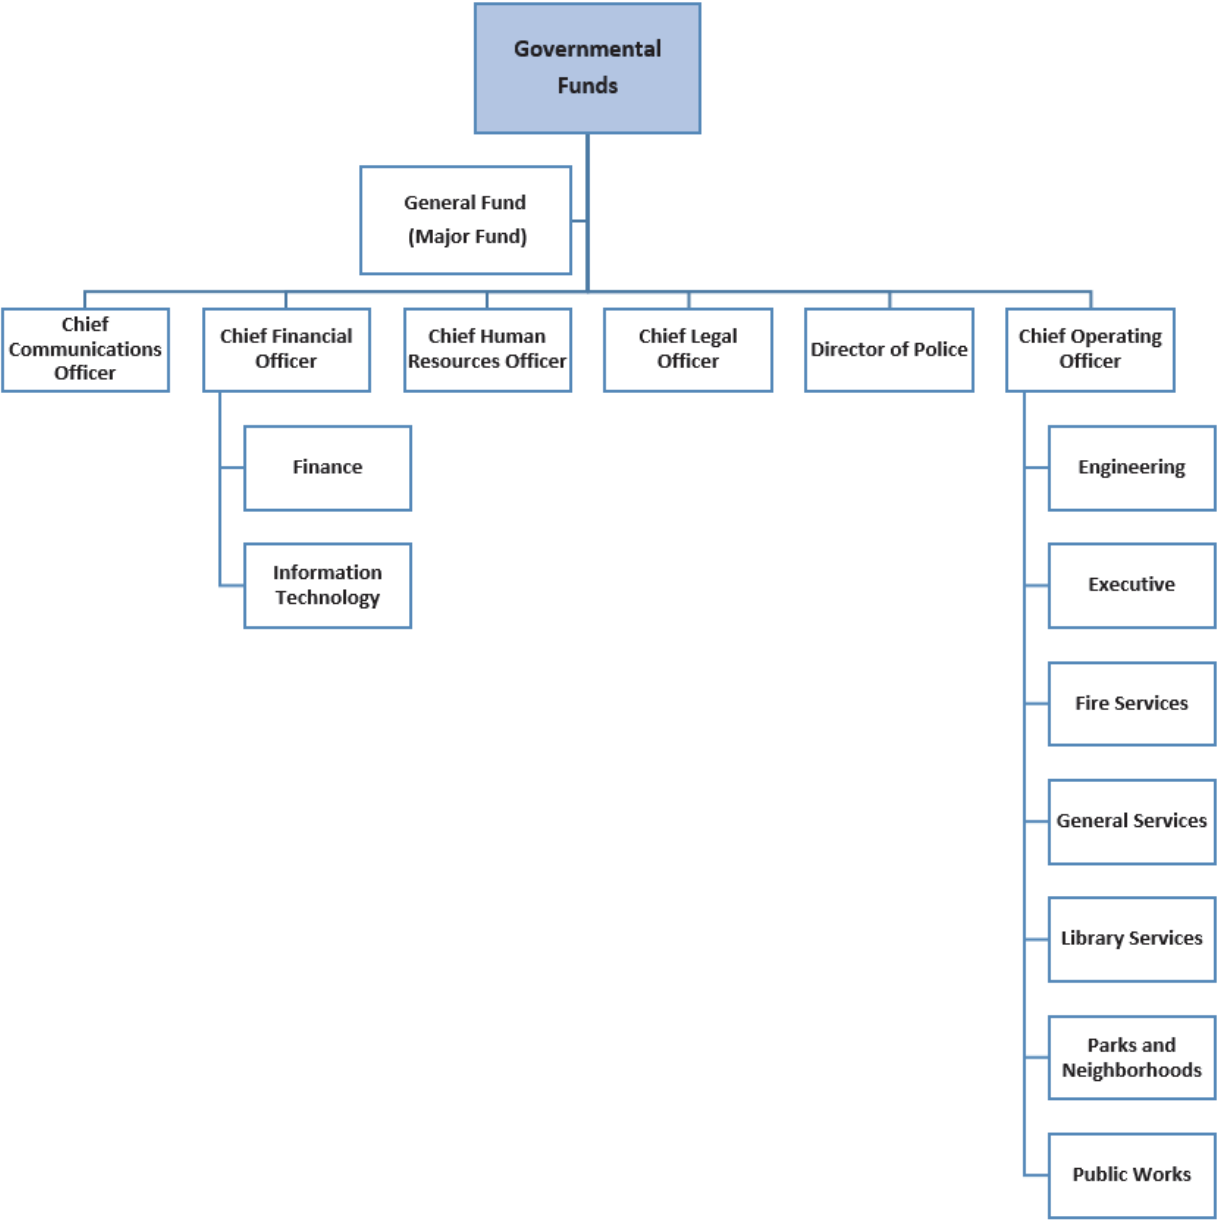 Governmental
Funds
General Fund
(Major Fund)
Chief
Communications
Officer
Chief Financial
Officer
Chief Human
Resources Officer
Chief Legal
Officer
Director of Police
Chief Operating
Officer
Finance
Information
Technology
Engineering
Executive
Fire Services
General Services
Library Services
Parks and
Neighborhoods
Public Works